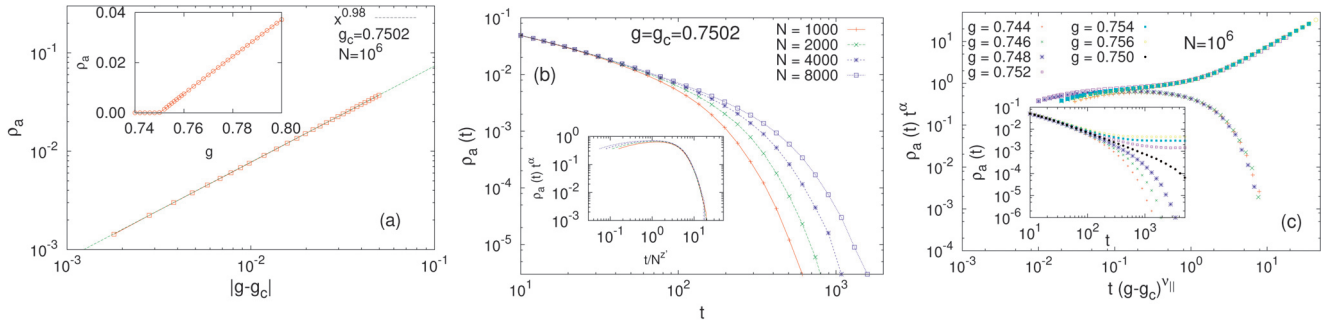 ρa
10-1
10-2
10-3
10-3
10-2
10-1
|g-gc|
(a)
x0.98
gc=0.7502
N=106
ρa
0.04
0.02
0.00
0.74
0.76
0.78
0.80
g
ρa (t)
10-1
10-2
10-3
10-4
10-5
101
102
103
t
(b)
g=gc=0.7502
N = 1000
N = 2000
N = 4000
N = 8000
ρa (t) tα
100
10-1
10-2
10-3
10-1
100
101
t/Nz'
ρa (t) tα
102
101
100
10-1
10-2
10-3
10-4
10-3
10-2
10-1
100
101
t (g-gc)ν||
(c)
g = 0.744
g = 0.746
g = 0.748
g = 0.752
g = 0.754
g = 0.756
g = 0.750
N=106
ρa (t)
10-1
10-2
10-3
10-4
10-5
10-6
101
102
103
t